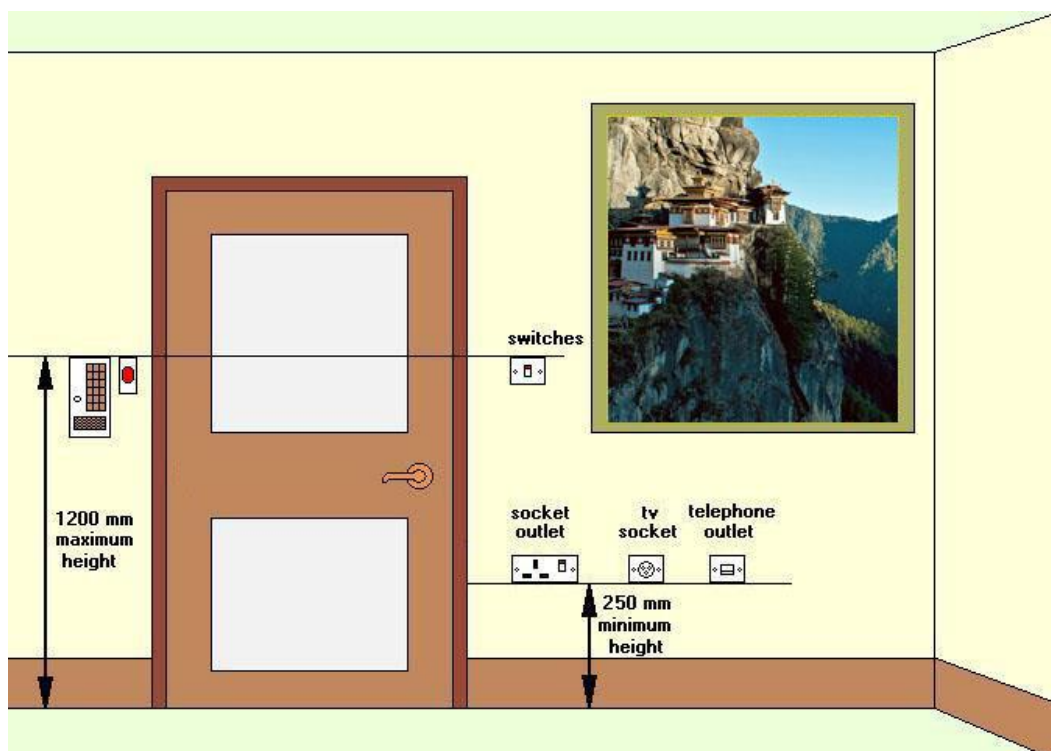 switches
1200 mm
maximum
height
socket
outlet
tv
socket
telephone
outlet
250 mm
minimum
height